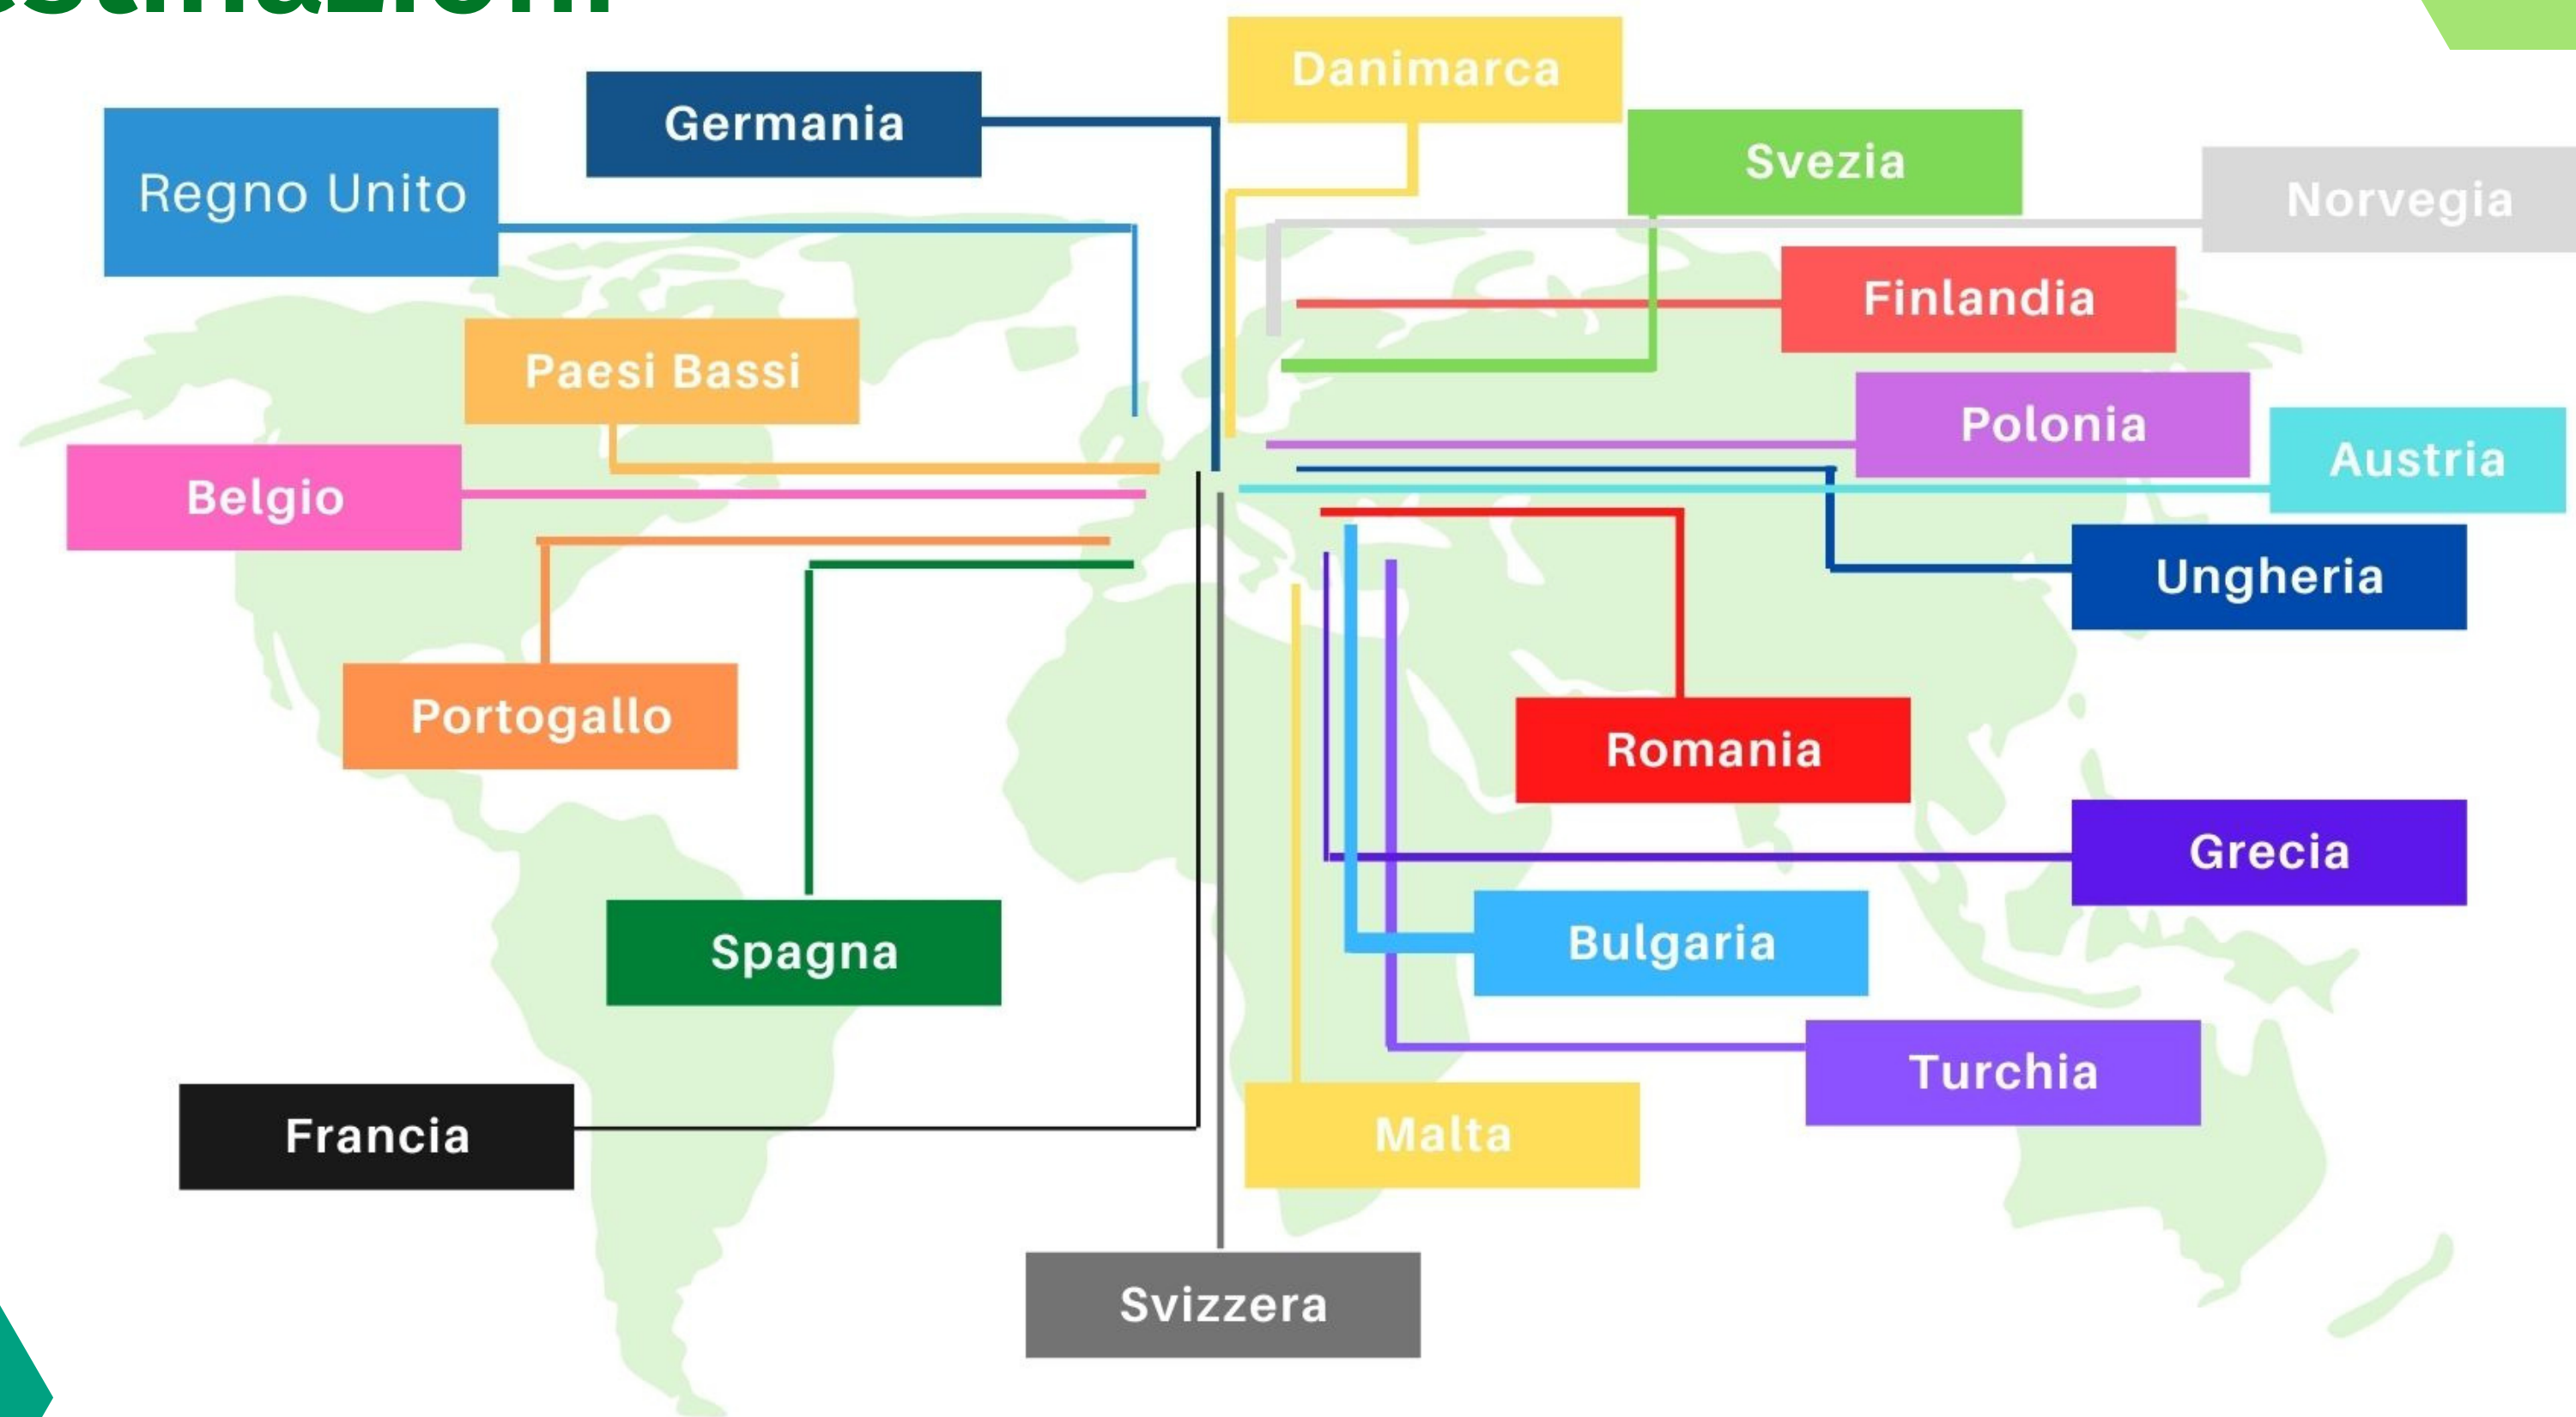 Danimarca
Germania
Svezia
Regno Unito
Norvegia
Finlandia
Paesi Bassi
Polonia
Austria
Belgio
Ungheria
Portogallo
Romania
Grecia
Spagna
Bulgaria
Turchia
Francia
Malta
Svizzera